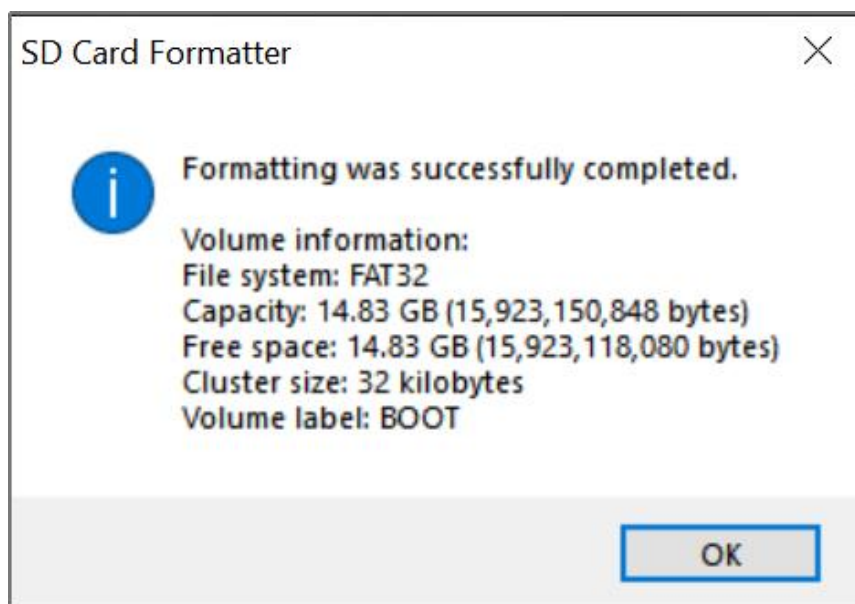 SD Card Formatter
Formatting was successfully completed.
Volume information:
File system: FAT32
Capacity: 14.83 GB (15,923,150,848 bytes)
Free space: 14.83 GB (15,923,118,080 bytes)
Cluster size: 32 kilobytes
Volume label: BOOT
OK